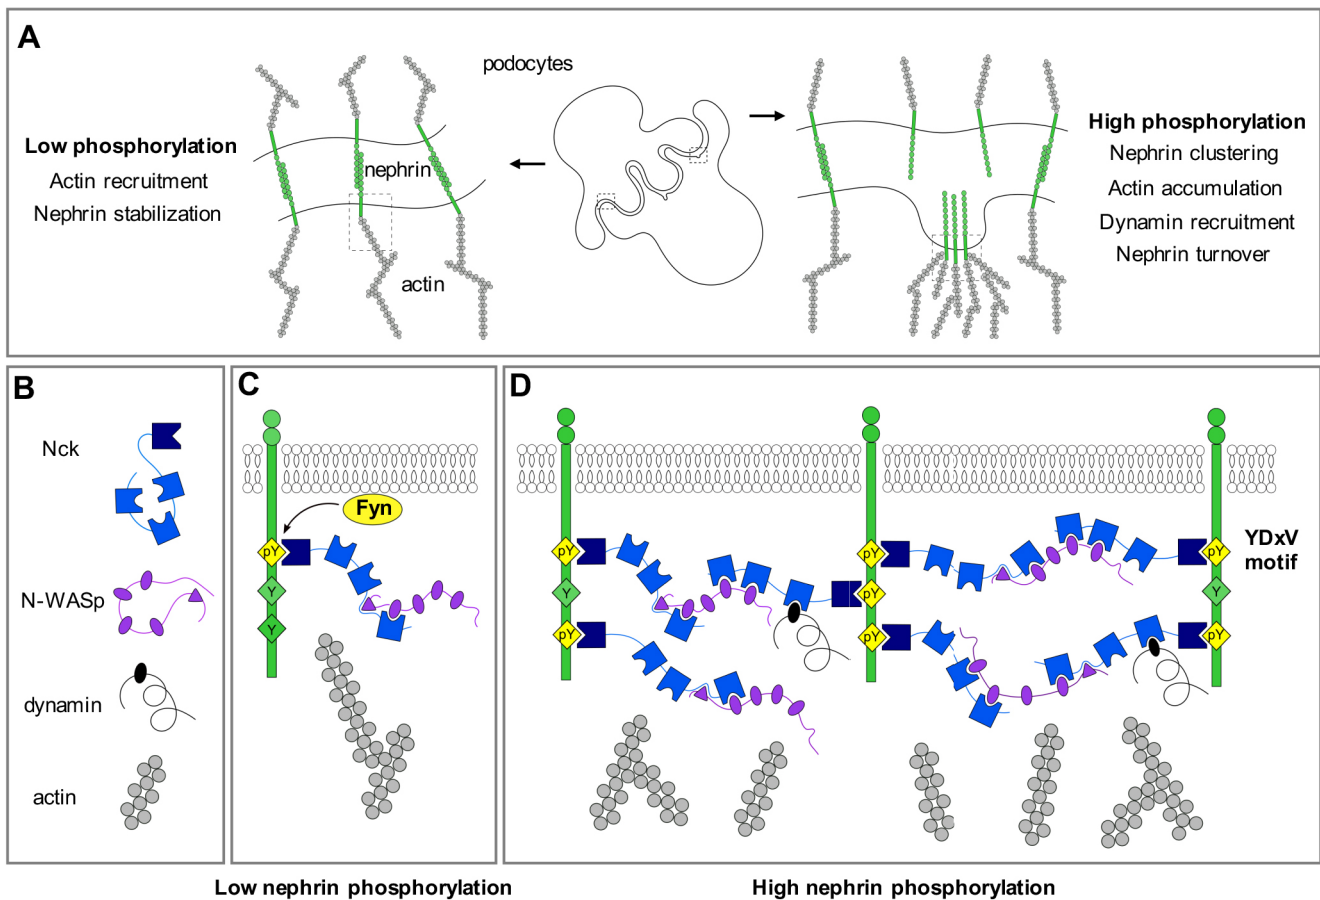 A
podocytes
Low phosphorylation
Actin recruitment
Nephrin stabilization
nephrin
actin
High phosphorylation
Nephrin clustering
Actin accumulation
Dynamin recruitment
Nephrin turnover
B
Nck
N-WASp
dynamin
actin
C
Fyn
pY
Y
Y
D
pY
Y
pY
pY
pY
pY
pY
Y
pY
YDxV
motif
Low nephrin phosphorylation
High nephrin phosphorylation